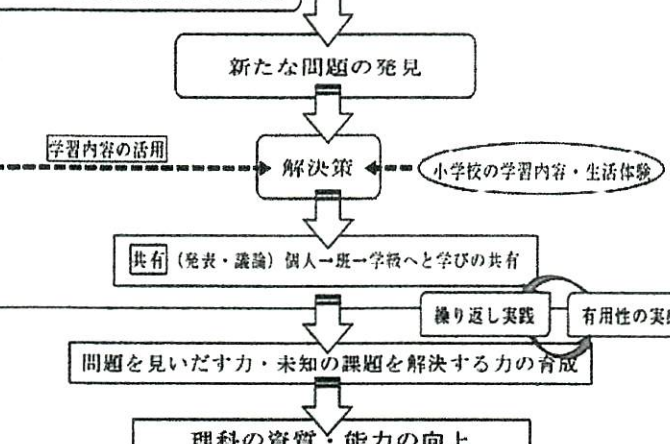 新たな問題の発見
学習内容の活用
解決策
小学校の学習内容・生活体験
共有(発表・議論)個人→班→学級へと学びの共有
繰り返し実践
有用性の実感
問題を見いだす力・未知の課題を解決する力の育成
理科の資質・能力の向上